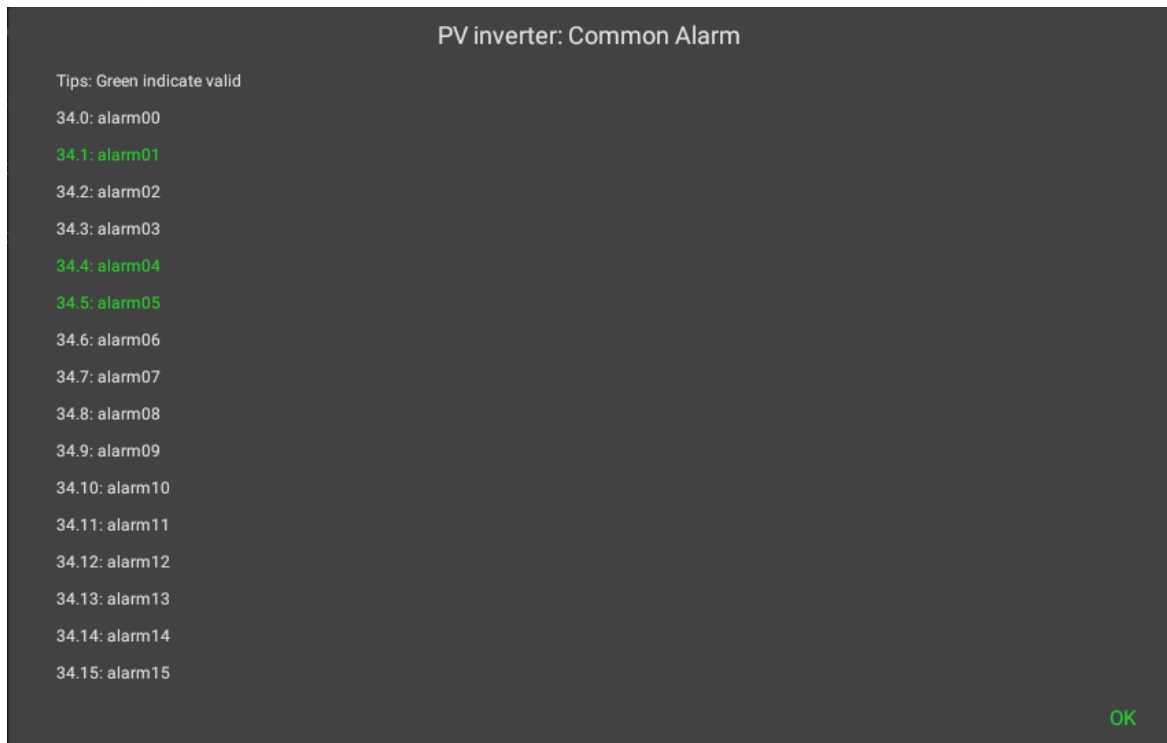 PV inverter: Common Alarm
Tips: Green indicate valid
34.0: alarm00
34.1: alarm01
34.2: alarm02
34.3: alarm03
34.4: alarm04
34.5: alarm05
34.6: alarm06
34.7: alarm07
34.8: alarm08
34.9: alarm09
34.10: alarm10
34.11: alarm11
34.12: alarm12
34.13: alarm13
34.14: alarm14
34.15: alarm15
OK